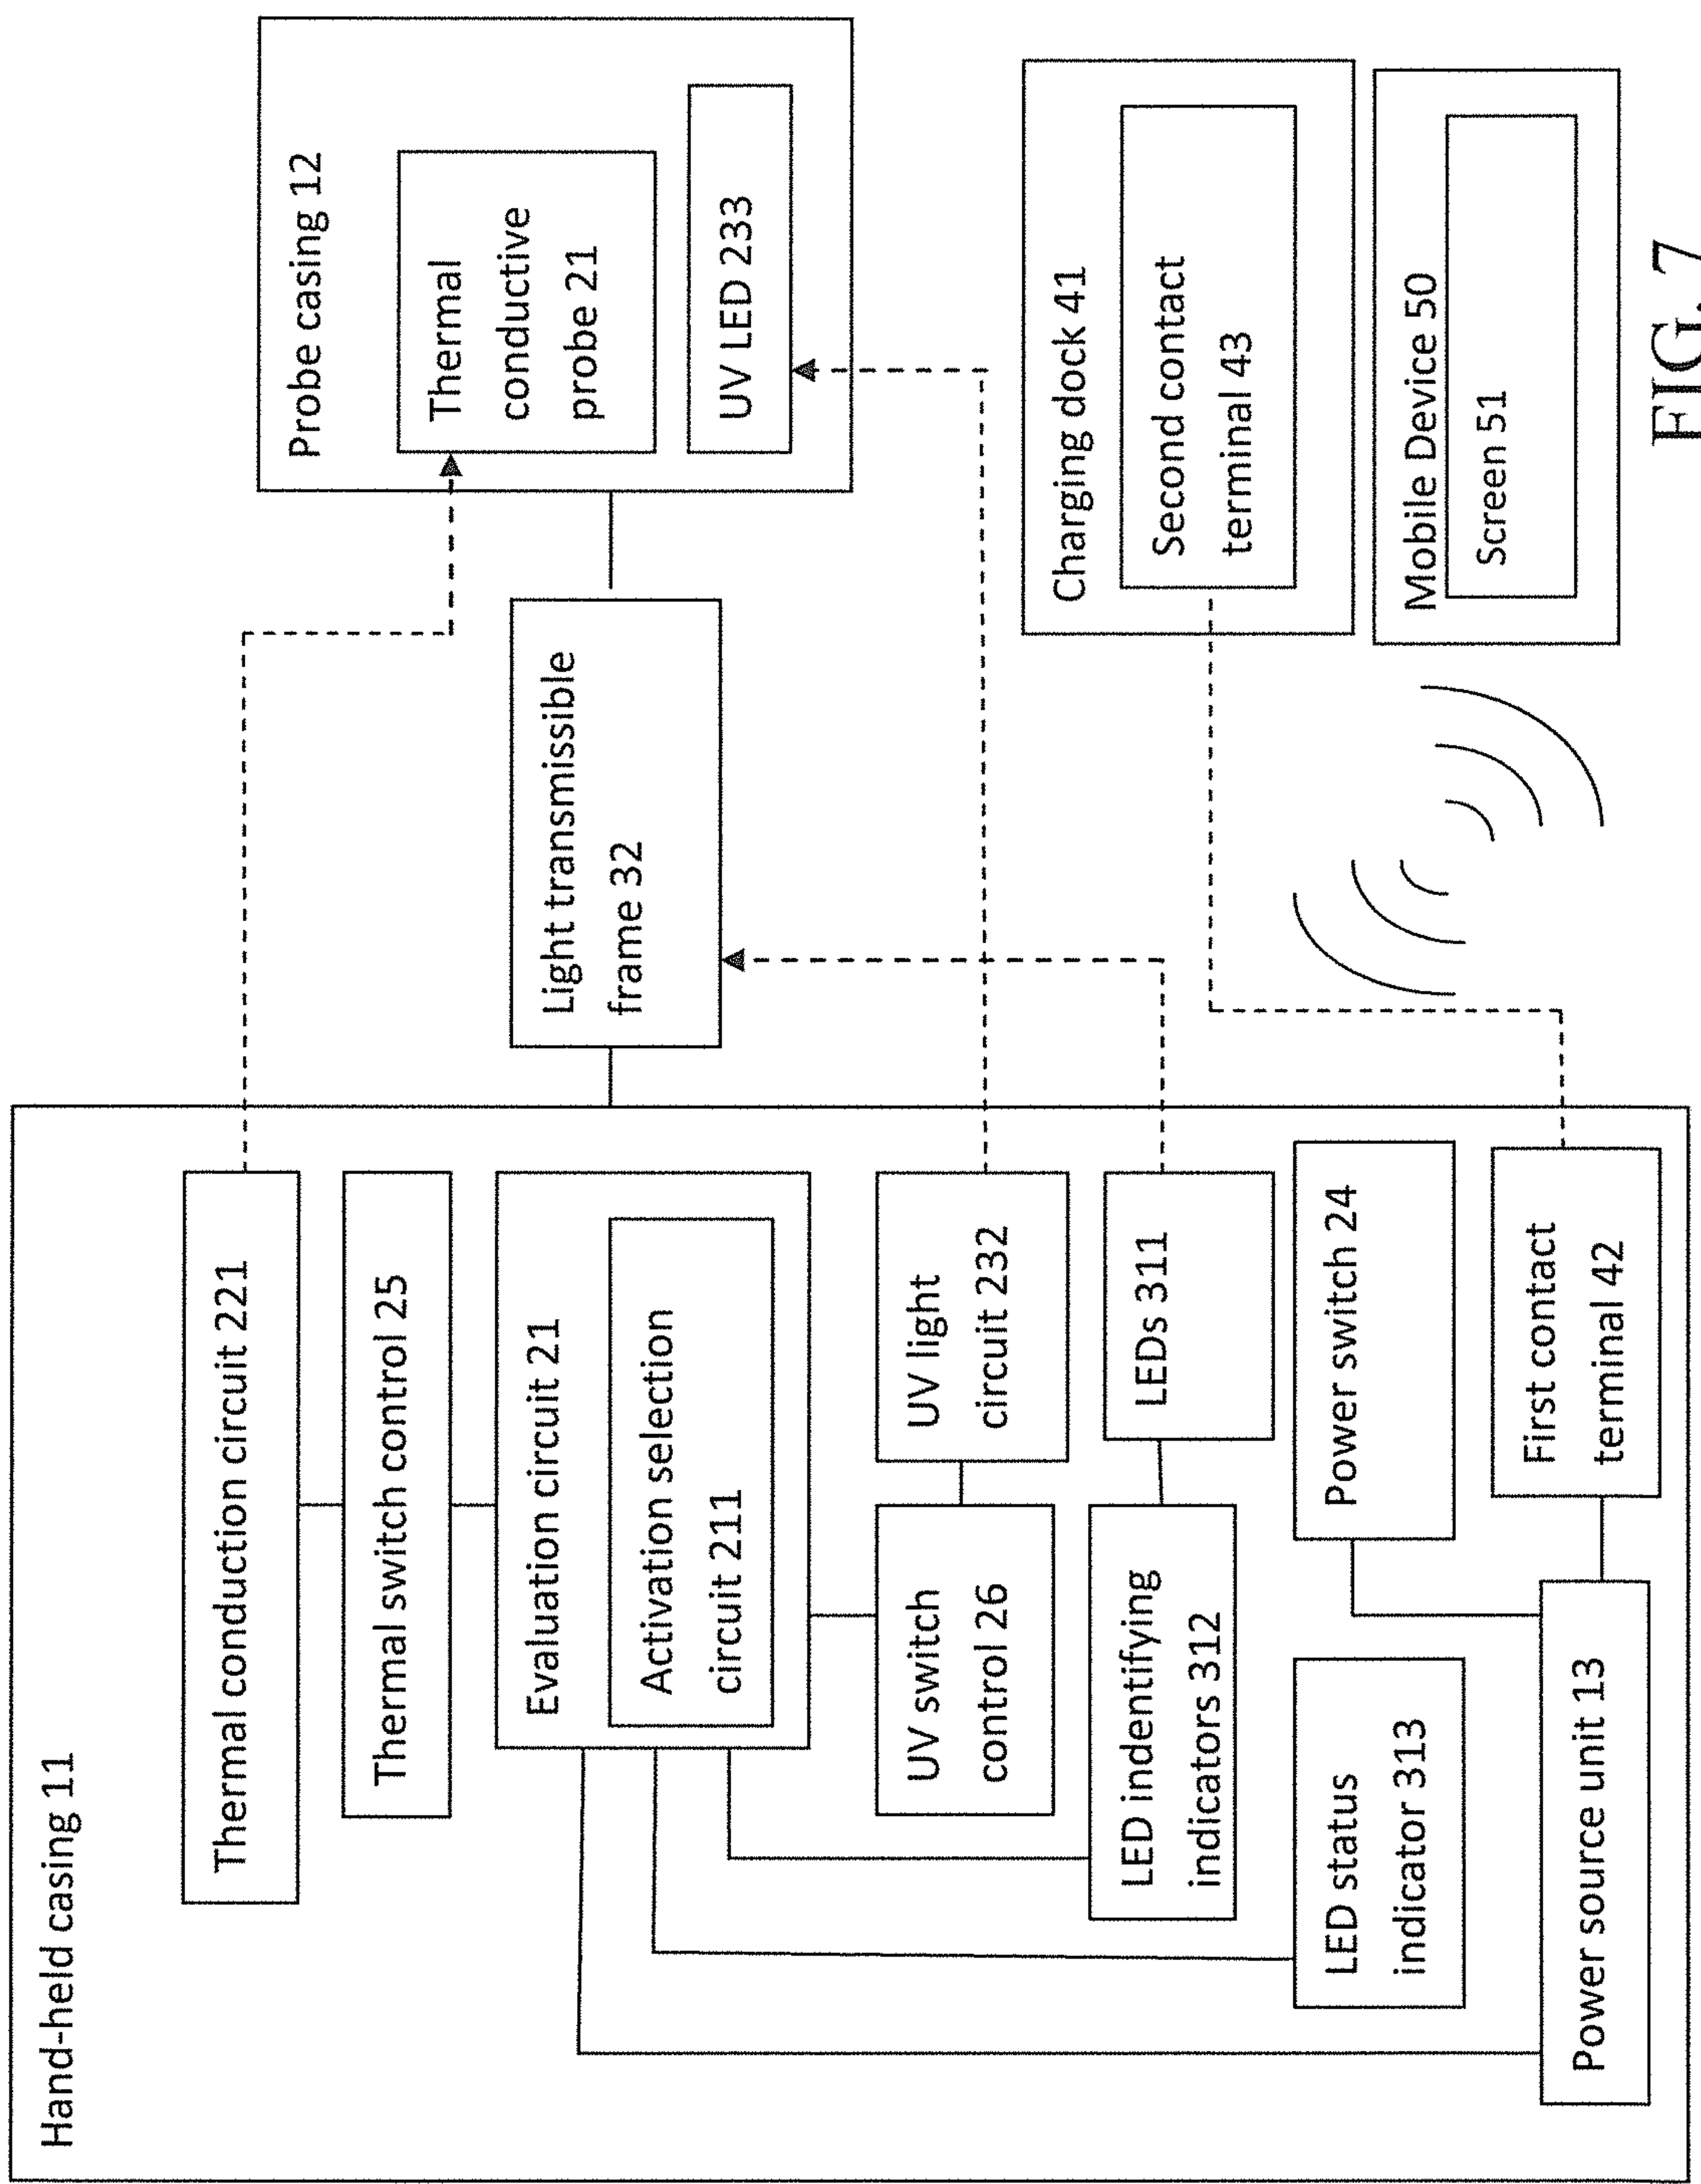 Hand-held casing 11
Thermal conduction circuit 221
Thermal switch control 25
Evaluation circuit 21
Activation selection
circuit 211
UV switch
control 26
UV light
circuit 232
LED indentifying
indicators 312
LEDs 311
LED status
indicator 313
Power switch 24
Power source unit 13
First contact
terminal 42
Light transmissible
frame 32
Probe casing 12
Thermal
conductive
probe 21
UV LED 233
Charging dock 41
Second contact
terminal 43
Mobile Device 50
Screen 51
FIG. 7